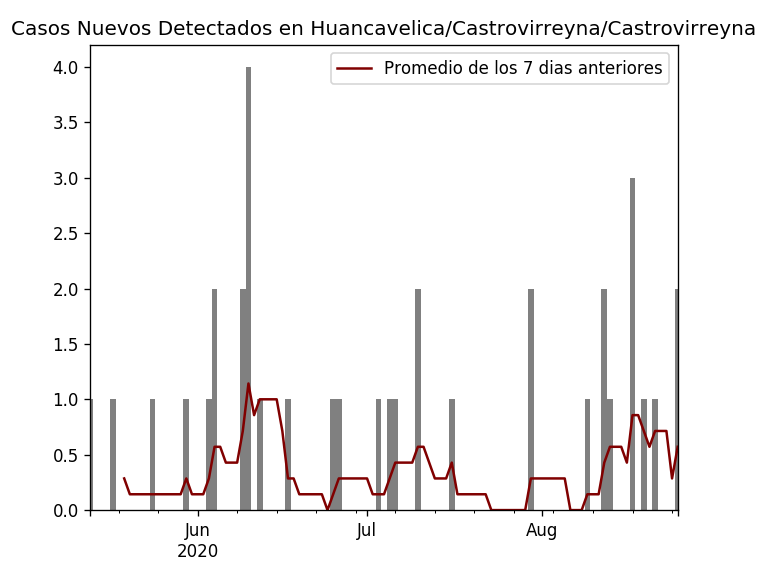 Casos Nuevos Detectados en Huancavelica/Castrovirreyna/Castrovirreyna
Promedio de los 7 dias anteriores
4.0
3.5
3.0
2.5
2.0
1.5
1.0
0.5
0.0
Jun
2020
Jul
Aug